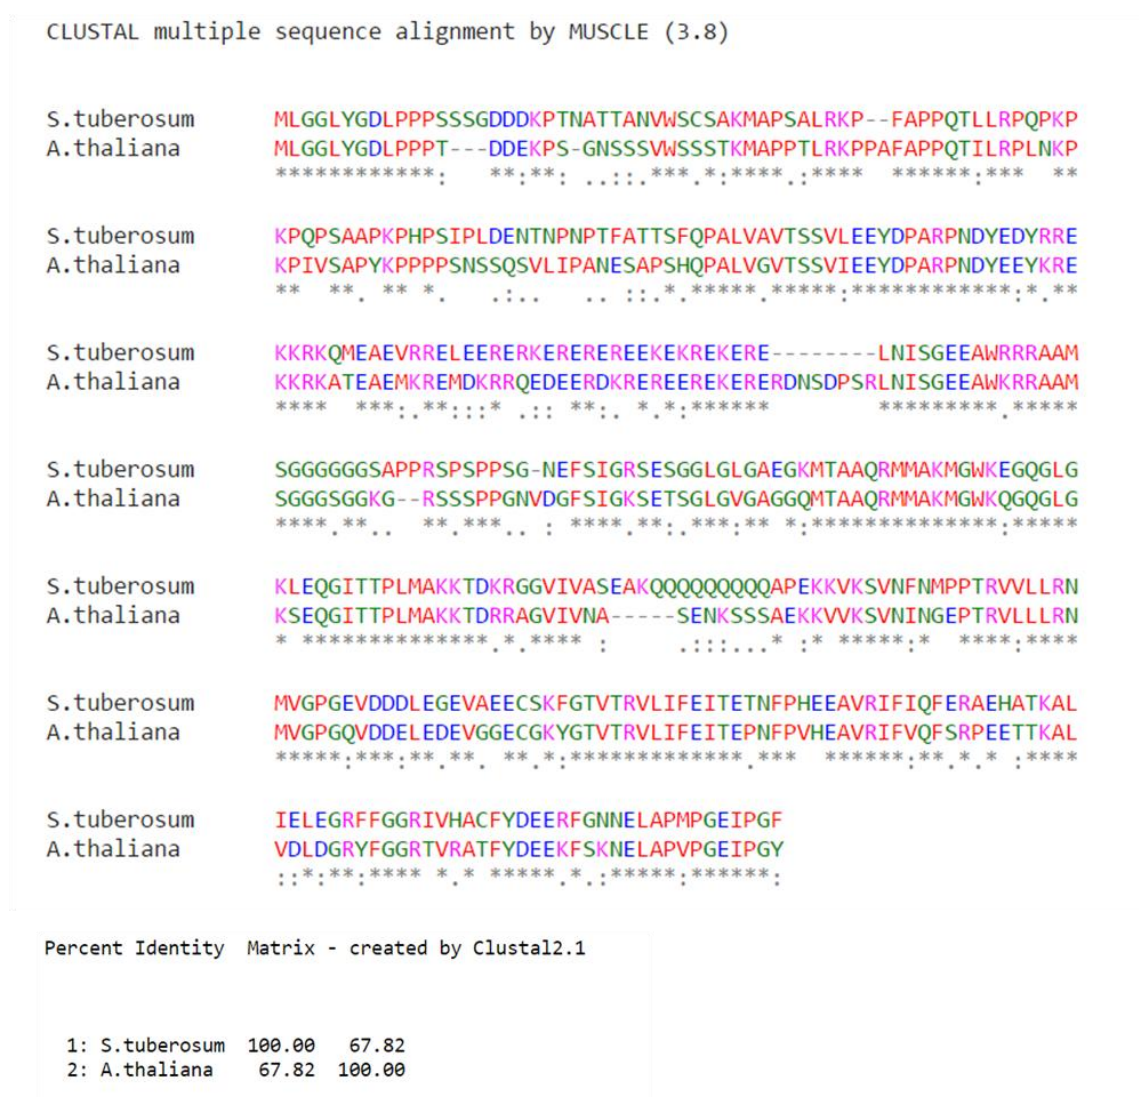 CLUSTAL multiple sequence alignment by MUSCLE (3.8)
S.tuberosum MLGGLYGDLPPPSSSGDDDKPTNATTANVWSCSAKMAPSALRKP--FAPPQTLLRPQPKP
A.thaliana MLGGLYGDLPPPT---DDEKPS-GNSSSVWSSSTKMAPPTLRKPPAFAPPQTILRPLNKP
************:   **:**: ..::.***.*:****.:****  ******:***  **
S.tuberosum KPQPSAAPKPHPSIPLDENTNPNPTFATTSFQPALVAVTSSVLEEYDPARPNDYEDYRRE
A.thaliana KPIVSAPYKPPPPSNSSQSVLIPANESAPSHQPALVGVTSSVIEEYDPARPNDYEEYKRE
**  **. ** *.   .:..   .. ::.*.*****.*****:************:*.**
S.tuberosum KKRKQMEAEVRRELEERERKEREREREEKEKREKERE--------LNISGEEAWRRRAAM
A.thaliana KKRKATEAEMKREMDKRRQEDEERDKREREEREKERERDNSDPSRLNISGEEAWKRRAAM
****  ***:.**:::* .:: **:. *.*:******        *********.*****
S.tuberosum SGGGGGGSAPPRSPSPPSG-NEFSIGRSESGGLGLGAEGKMTAAQRMMAKMGWKEGQGLG
A.thaliana SGGGSGGKG--RSSSPPGNVDGFSIGKSETSGLGVGAGGQMTAAQRMMAKMGWKQGQGLG
****.**..  **.***.. : ****.**:.***:** *:**************:*****
S.tuberosum KLEQGITTPLMAKKTDKRGGVIVASEAKQQQQQQQQQAPEKKVKSVNFNMPPTRVVLLRN
A.thaliana KSEQGITTPLMAKKTDRRAGVIVNA-----SENKSSSAEKKVVKSVNINGEPTRVLLLRN
* **************.*.**** :     .:::...* :* *****:*  ****:****
S.tuberosum MVGPGEVDDDLEGEVAEECSKFGTVTRVLIFEITETNFPHEEAVRIFIQFERAEHATKAL
A.thaliana MVGPGQVDDELEDEVGGECGKYGTVTRVLIFEITEPNFPVHEAVRIFVQFSRPEETTKAL
*****:***:**.**. **.*:*************.***  ******:**.*.* :****
S.tuberosum IELEGRFFGGRIVHACFYDEERFGNNELAPMPGEIPGF
A.thaliana VDLDGRYFGGRTVRATFYDEEKFSKNELAPVPGEIPGY
::*:**:**** *.* *****.*.:*****:******:
Percent Identity  Matrix - created by Clustal2.1
1: S.tuberosum  100.00   67.82
2: A.thaliana    67.82  100.00